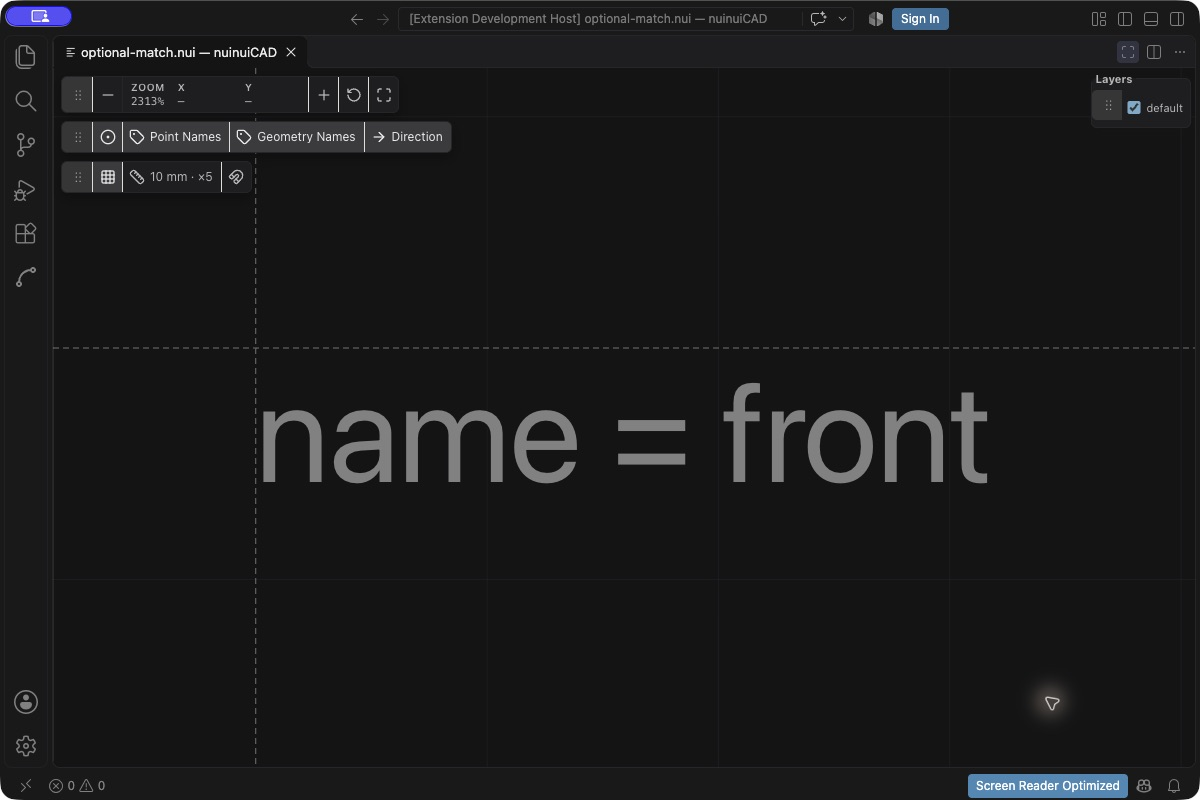 [Extension Development Host] optional-match.nui — nuinuiCAD
Sign In
optional-match.nui — nuinuiCAD
ZOOM X Y
2313% – –
Layers
default
Point Names Geometry Names Direction
10 mm · ×5
name = front
0 0
Screen Reader Optimized